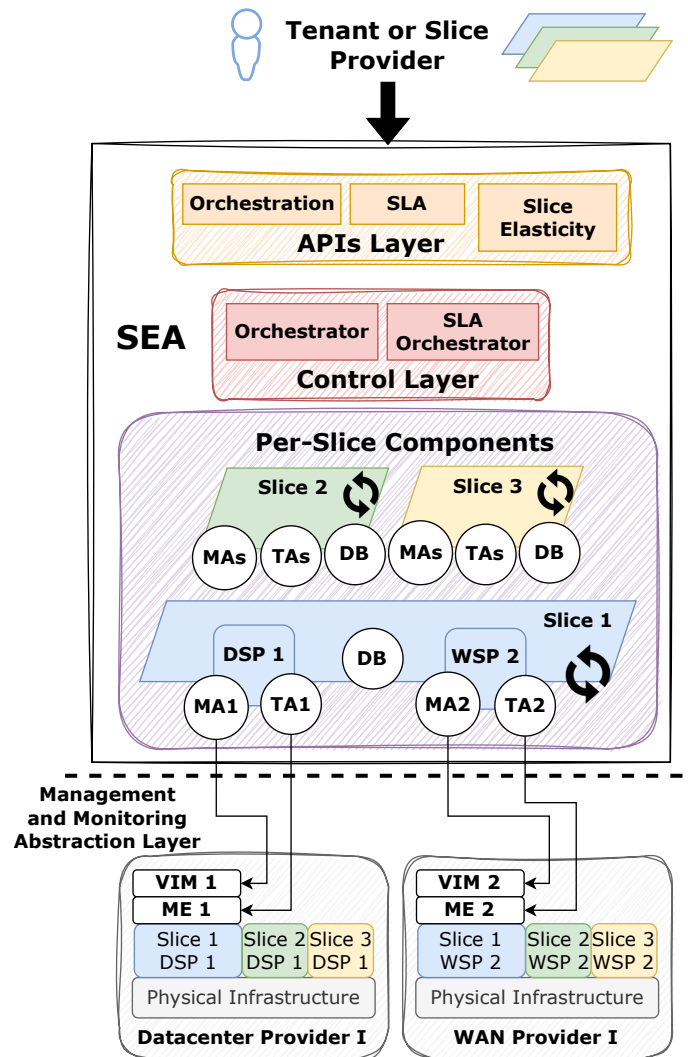 Tenant or Slice
Provider
Orchestration
SLA
Slice
Elasticity
APIs Layer
SEA
Orchestrator
SLA
Orchestrator
Control Layer
Per-Slice Components
Slice 2
Slice 3
MAs
TAs
DB
MAs
TAs
DB
Slice 1
DSP 1
DB
WSP 2
MA1
TA1
MA2
TA2
Management
and Monitoring
Abstraction Layer
VIM 1
ME 1
Slice 1
DSP 1
Slice 2
DSP 1
Slice 3
DSP 1
Physical Infrastructure
Datacenter Provider I
VIM 2
ME 2
Slice 1
WSP 2
Slice 2
WSP 2
Slice 3
WSP 2
Physical Infrastructure
WAN Provider I